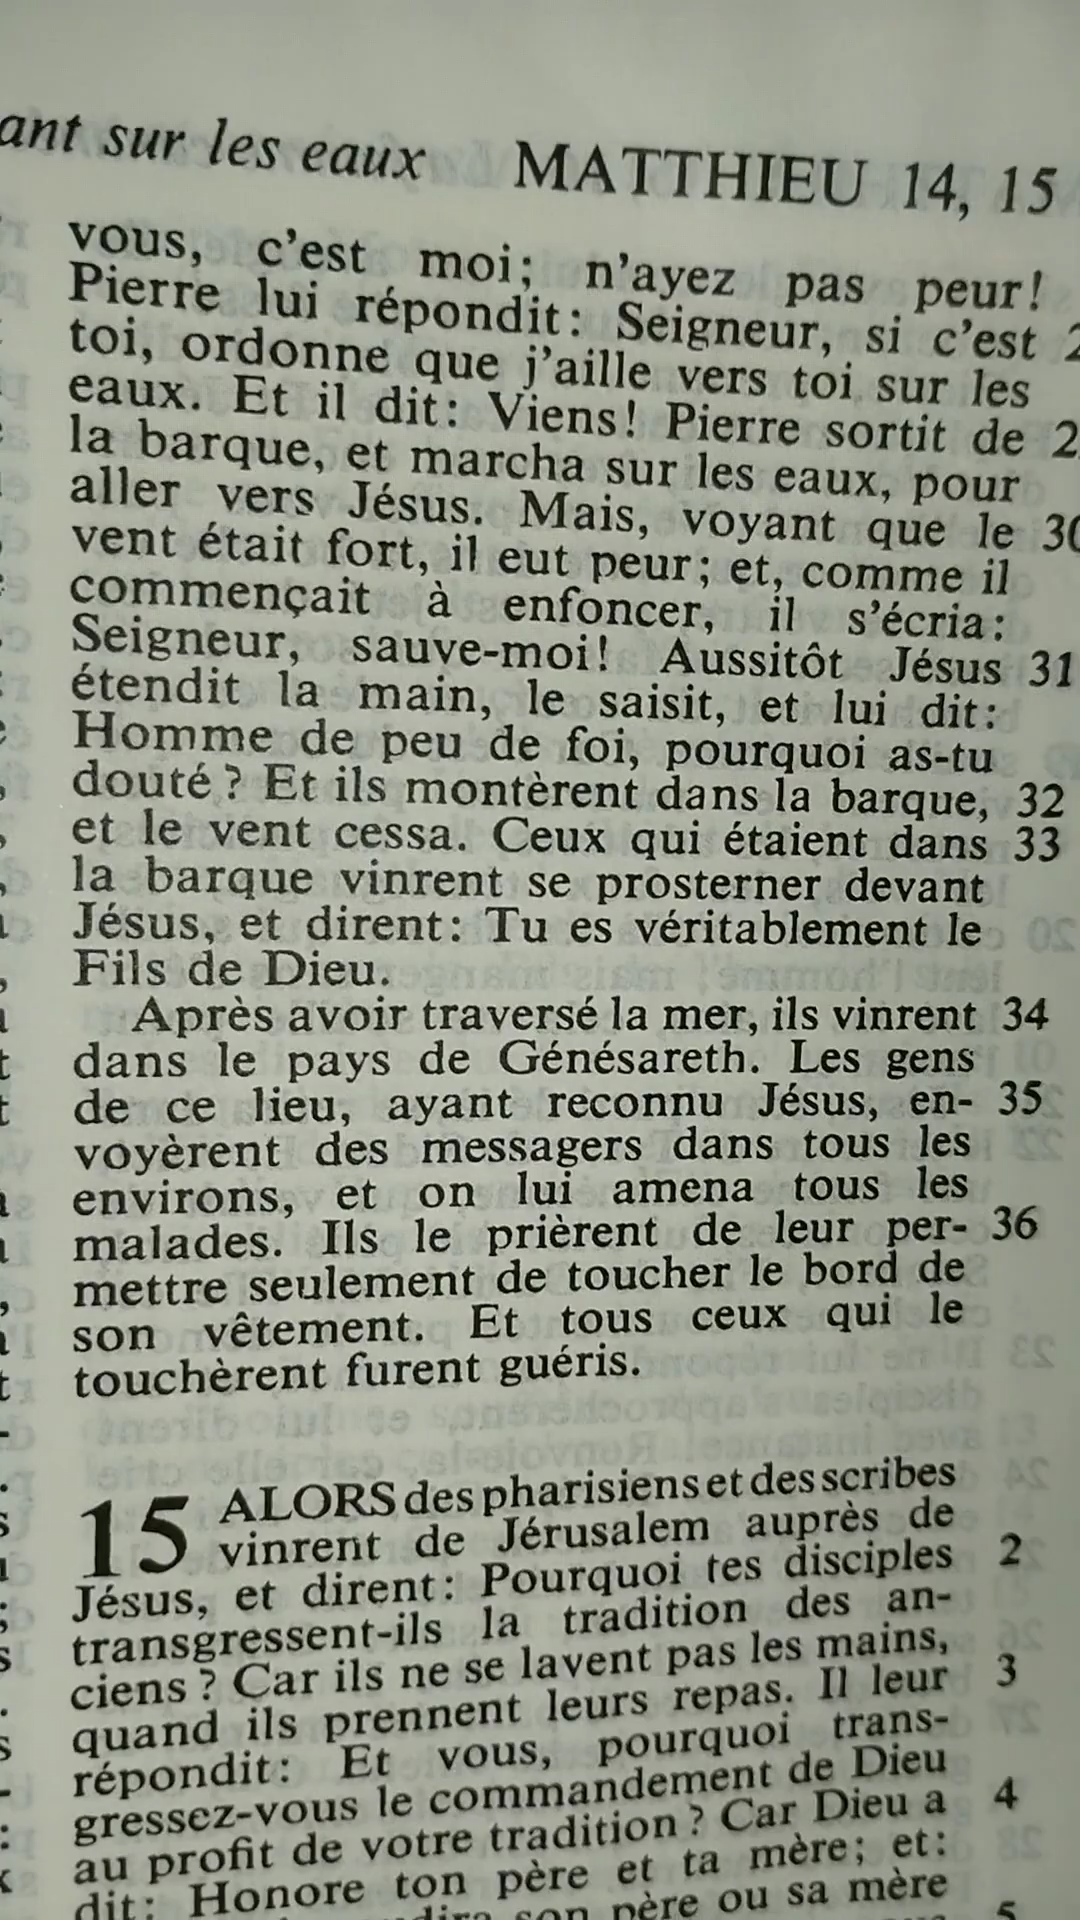 sur les eaux MATTHIEU 14, 15
vous, c'est moi; n'ayez pas peur!
Pierre lui répondit: Seigneur, si c'est
toi, ordonne que j'aille vers toi sur les
eaux. Et il dit: Viens! Pierre sortit de
la barque, et marcha sur les eaux, pour
aller vers Jésus. Mais, voyant que le 30
vent était fort, il eut peur; et, comme il
commençait à enfoncer, il s'écria:
Seigneur, sauve-moi! Aussitôt Jésus 31
étendit la main, le saisit, et lui dit:
Homme de peu de foi, pourquoi as-tu
douté? Et ils montèrent dans la barque, 32
et le vent cessa. Ceux qui étaient dans 33
la barque vinrent se prosterner devant
Jésus, et dirent: Tu es véritablement le
Fils de Dieu.
Après avoir traversé la mer, ils vinrent 34
dans le pays de Génésareth. Les gens
de ce lieu, ayant reconnu Jésus, en- 35
voyèrent des messagers dans tous les
environs, et on lui amena tous les
malades. Ils le prièrent de leur per- 36
mettre seulement de toucher le bord de
son vêtement. Et tous ceux qui le
touchèrent furent guéris.
15 ALORS des pharisiens et des scribes
vinrent de Jérusalem auprès de
Jésus, et dirent: Pourquoi tes disciples 2
transgressent-ils la tradition des an-
ciens? Car ils ne se lavent pas les mains,
quand ils prennent leurs repas. Il leur 3
répondit: Et vous, pourquoi trans-
gressez-vous le commandement de Dieu
au profit de votre tradition? Car Dieu a 4
dit: Honore ton père et ta mère; et:
son père ou sa mère
5